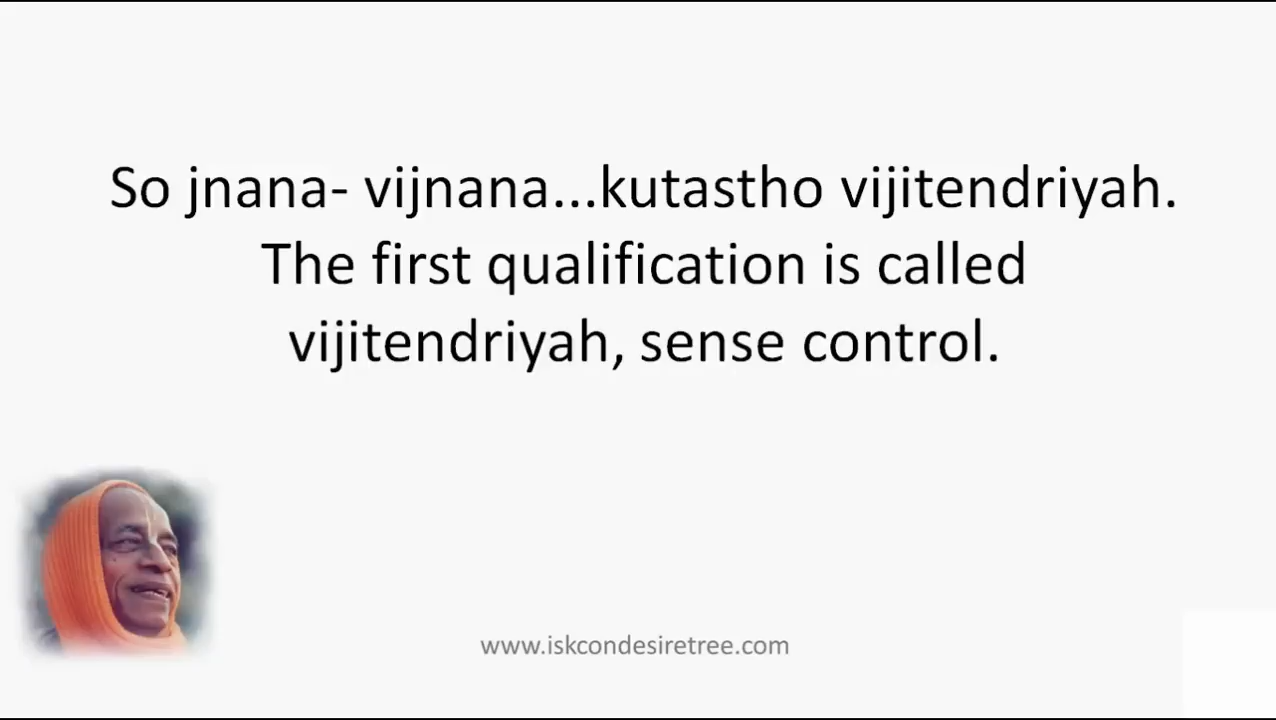 So jnana- vijnana...kutastho vijitendriyah.
The first qualification is called
vijitendriyah, sense control.
www.iskcondesiretree.com